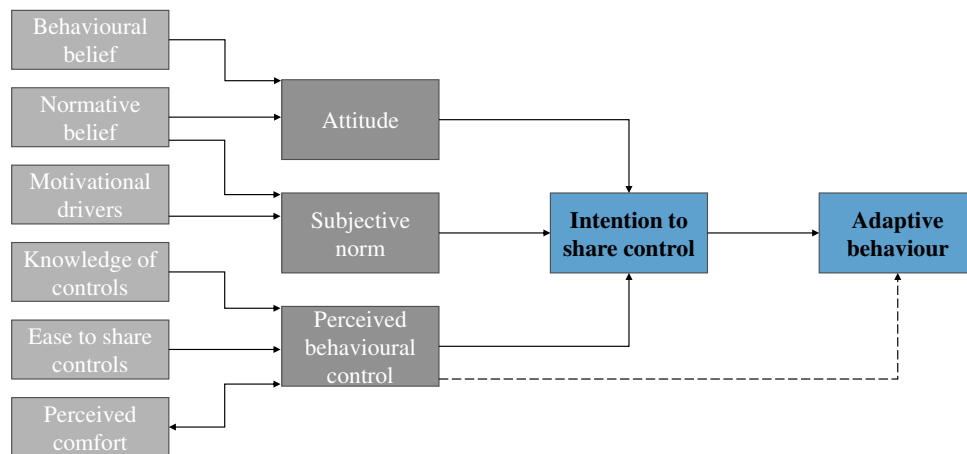 Behavioural
belief
Normative
belief
Motivational
drivers
Knowledge of
controls
Ease to share
controls
Perceived
comfort
Attitude
Subjective
norm
Perceived
behavioural
control
Intention to
share control
Adaptive
behaviour